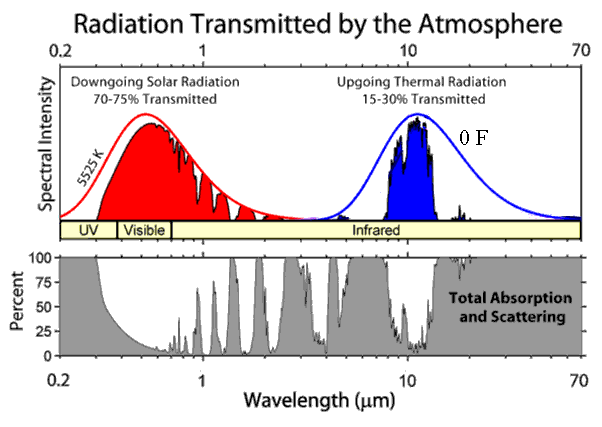 Radiation Transmitted by the Atmosphere
0.2 1 10 70
Downgoing Solar Radiation
70-75% Transmitted
Upgoing Thermal Radiation
15-30% Transmitted
Spectral Intensity
5525 K
0 F
UV Visible Infrared
Percent
100
75
50
25
0
Total Absorption
and Scattering
0.2 1 10 70
Wavelength (μm)